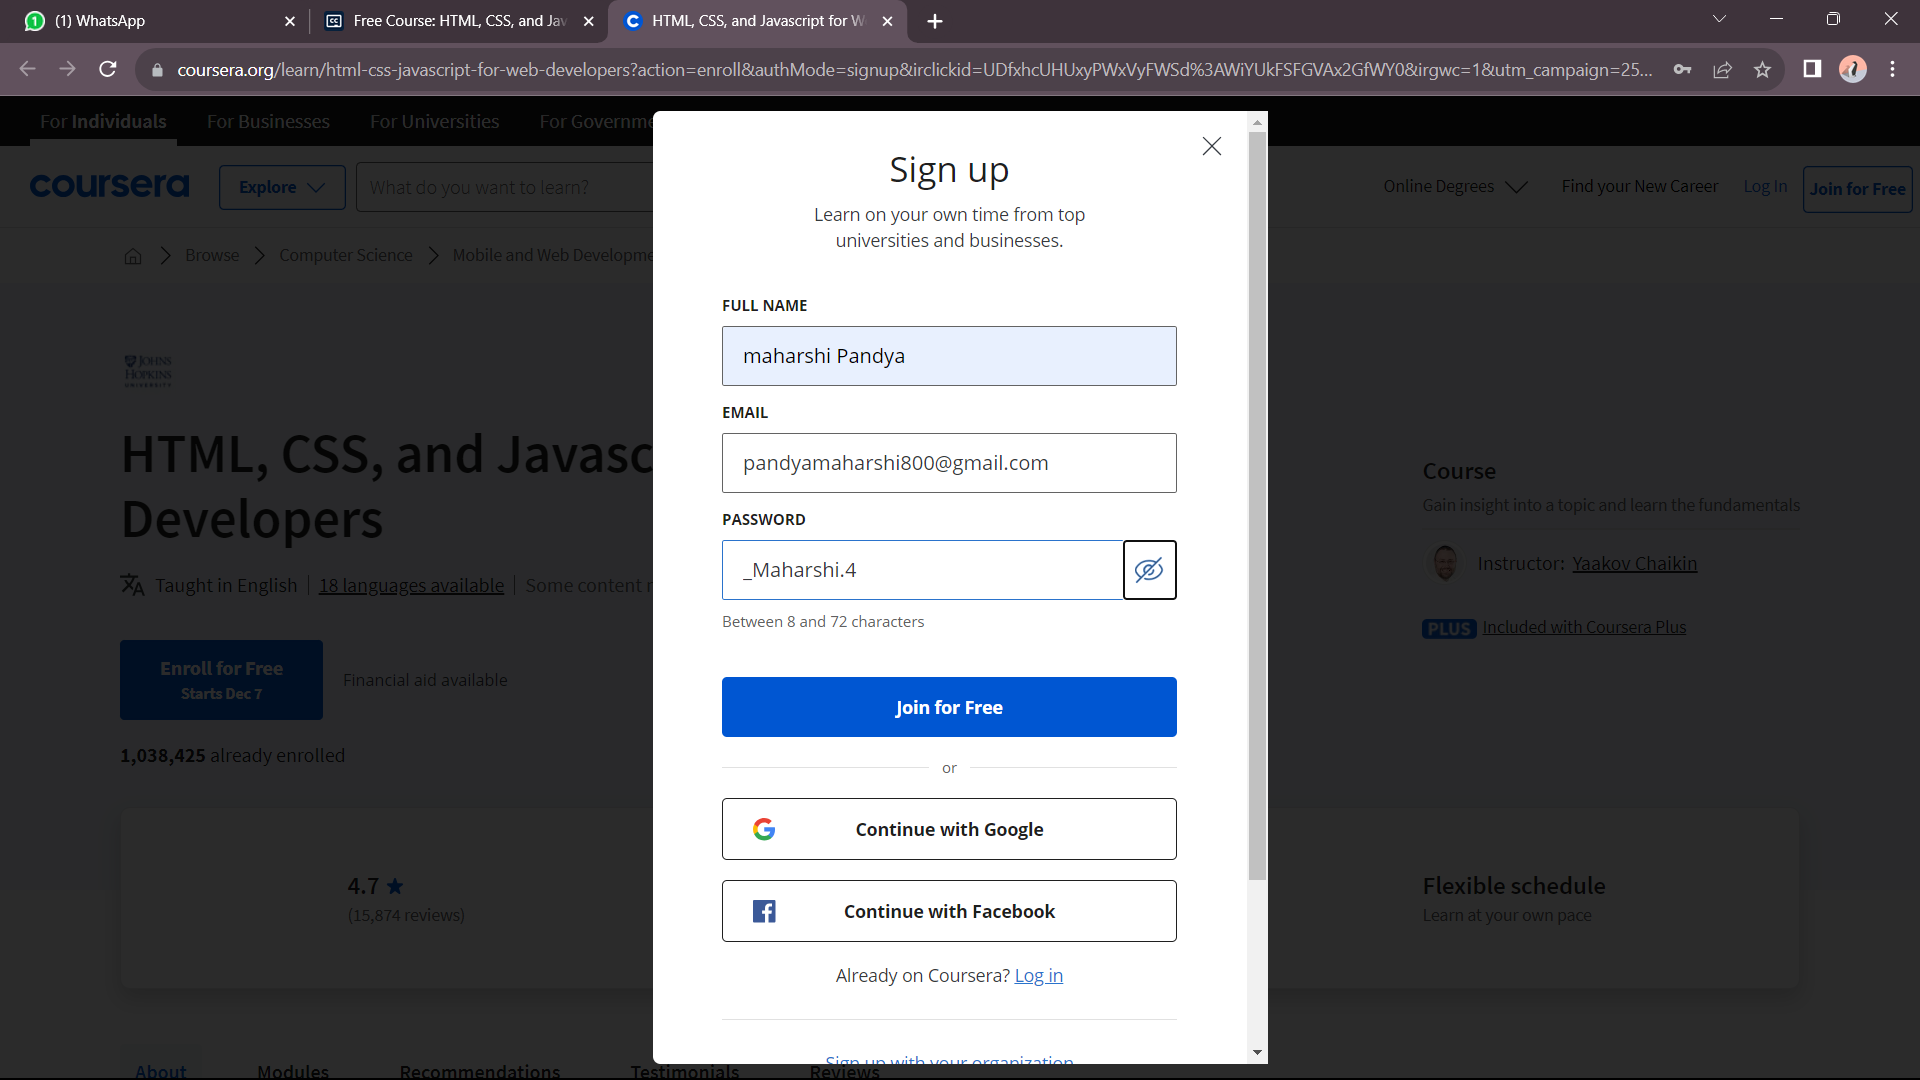 (1) WhatsApp
Free Course: HTML, CSS, and Jav
HTML, CSS, and Javascript for W
coursera.org/learn/html-css-javascript-for-web-developers?action=enroll&authMode=signup&irclickid=UDfxhcUHUxyPWxVyFWSd%3AWiYUkFSFGVAx2GfWY0&irgwc=1&utm_campaign=25...
For Individuals
For Businesses
For Universities
For Governme
coursera
Explore
What do you want to learn?
Online Degrees
Find your New Career
Log In
Join for Free
Browse
Computer Science
Mobile and Web Developme
JOHNS
HOPKINS
UNIVERSITY
HTML, CSS, and Javasc
Developers
Taught in English
18 languages available
Some content
Enroll for Free
Starts Dec 7
Financial aid available
1,038,425 already enrolled
4.7
(15,874 reviews)
About
Modules
Recommendations
Testimonials
Reviews
Sign up
Learn on your own time from top
universities and businesses.
FULL NAME
maharshi Pandya
EMAIL
pandyamaharshi800@gmail.com
PASSWORD
_Maharshi.4
Between 8 and 72 characters
Join for Free
or
Continue with Google
Continue with Facebook
Already on Coursera? Log in
Sign up with your organization
Course
Gain insight into a topic and learn the fundamentals
Instructor: Yaakov Chaikin
PLUS Included with Coursera Plus
Flexible schedule
Learn at your own pace